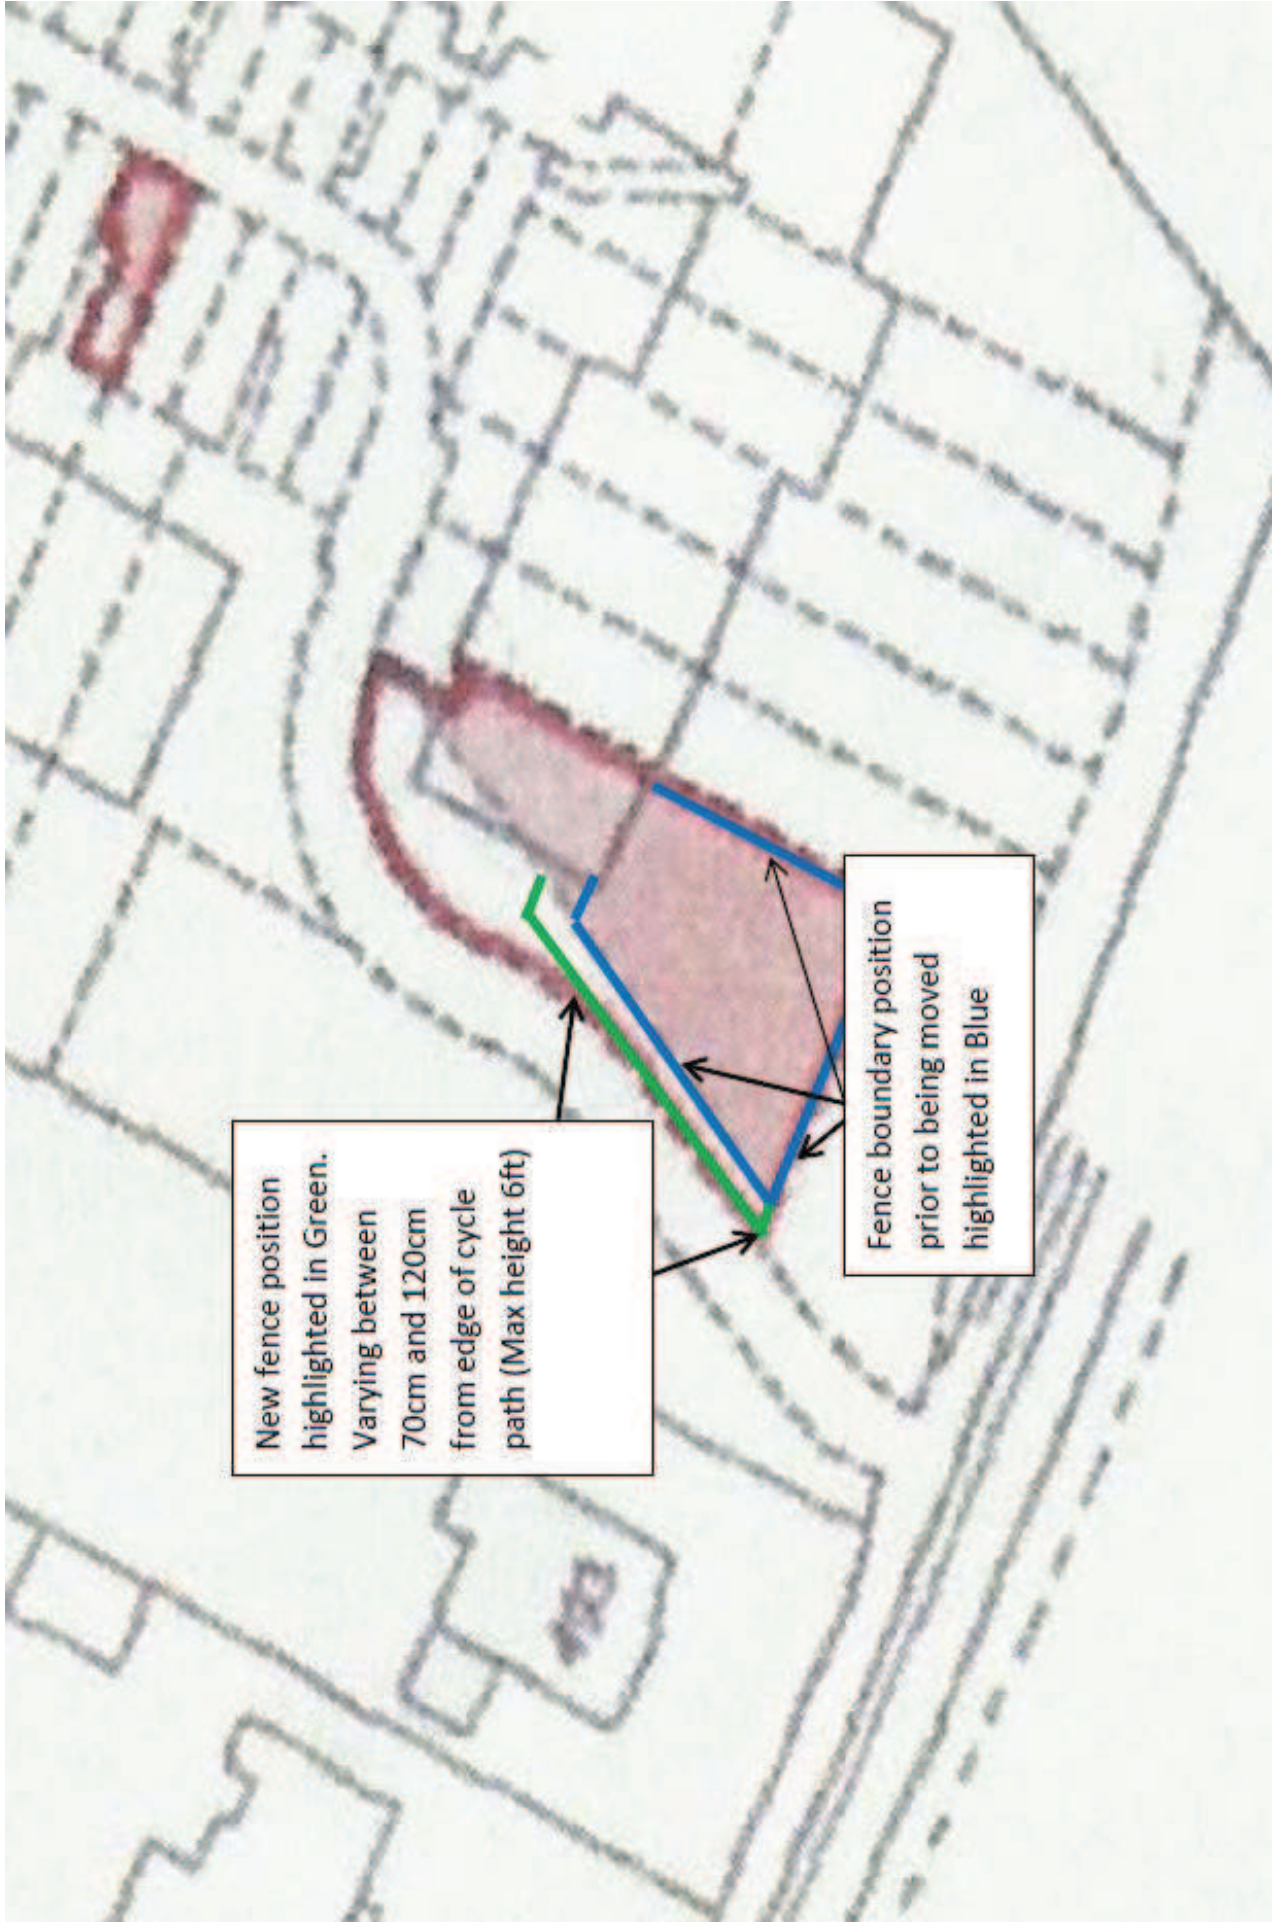 New fence position
highlighted in Green.
Varying between
70cm and 120cm
from edge of cycle
path (Max height 6ft)
Fence boundary position
prior to being moved
highlighted in Blue